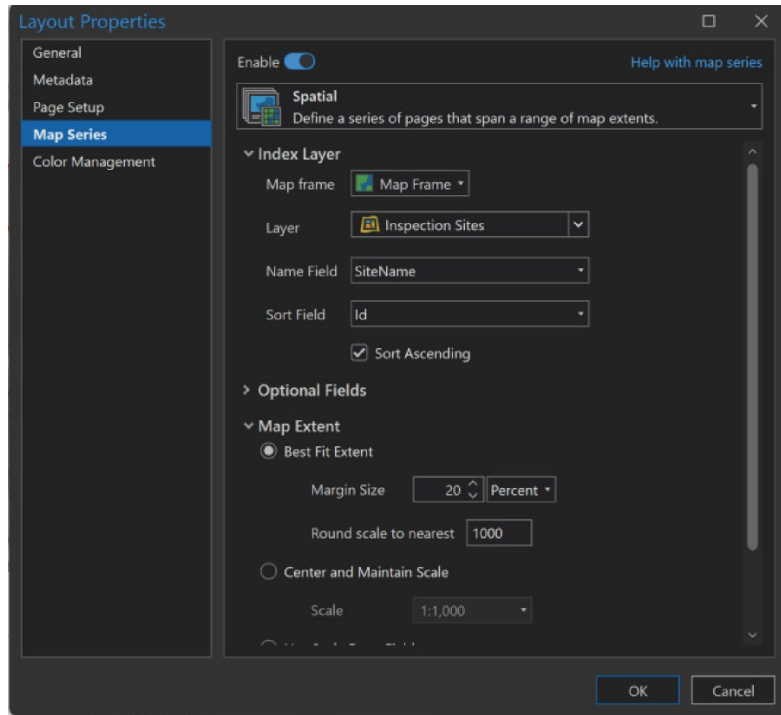 Layout Properties
General
Metadata
Page Setup
Map Series
Color Management
Enable
Help with map series
Spatial
Define a series of pages that span a range of map extents.
Index Layer
Map frame Map Frame
Layer Inspection Sites
Name Field SiteName
Sort Field Id
Sort Ascending
Optional Fields
Map Extent
Best Fit Extent
Margin Size 20 Percent
Round scale to nearest 1000
Center and Maintain Scale
Scale 1:1,000
OK Cancel